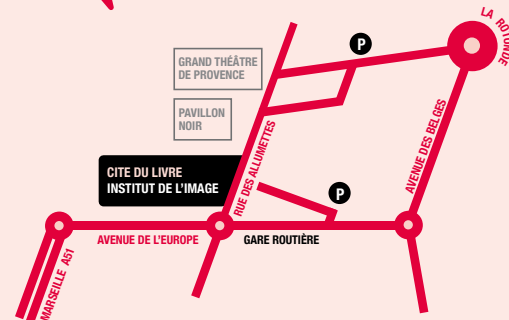 LA ROTONDE
P
GRAND THÉÂTRE
DE PROVENCE
PAVILLON
NOIR
AVENUE DES BELGES
RUE DES ALLUMETTES
CITE DU LIVRE
INSTITUT DE L'IMAGE
P
AVENUE DE L'EUROPE
GARE ROUTIÈRE
MARSEILLE A51